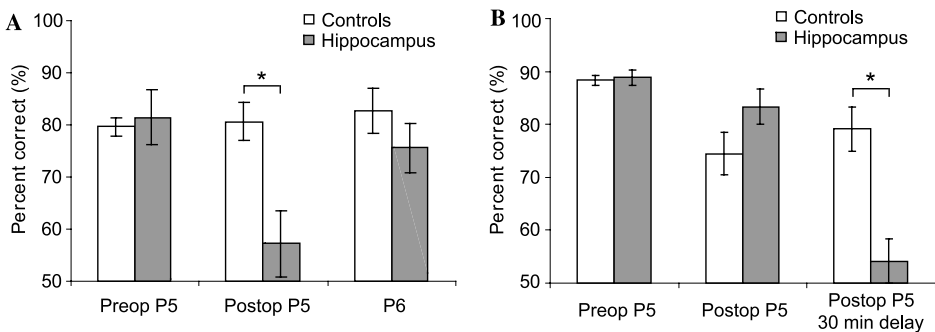 A
Percent correct (%)
100
90
80
70
60
50
Controls
Hippocampus
*
Preop P5
Postop P5
P6
B
Percent correct (%)
100
90
80
70
60
50
Controls
Hippocampus
*
Preop P5
Postop P5
Postop P5
30 min delay